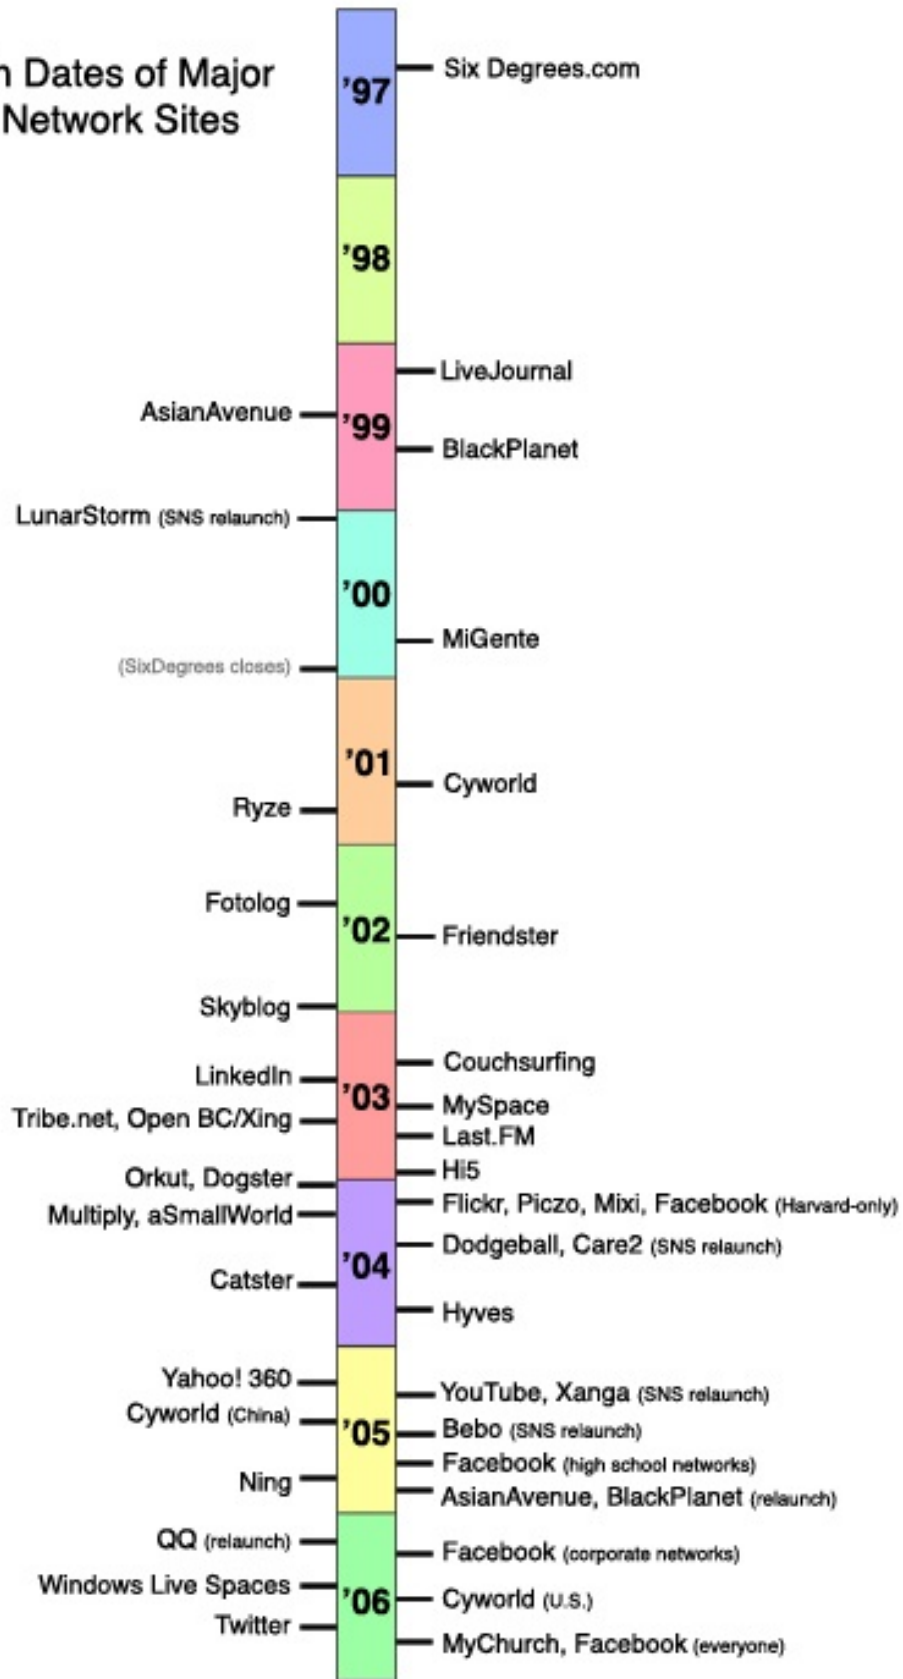 Dates of Major
Network Sites
'97
Six Degrees.com
'98
LiveJournal
AsianAvenue
'99
BlackPlanet
LunarStorm (SNS relaunch)
'00
MiGente
(SixDegrees closes)
'01
Cyworld
Ryze
Fotolog
'02
Friendster
Skyblog
Couchsurfing
LinkedIn
'03
MySpace
Tribe.net, Open BC/Xing
Last.FM
Hi5
Orkut, Dogster
Flickr, Piczo, Mixi, Facebook (Harvard-only)
Multiply, aSmallWorld
Dodgeball, Care2 (SNS relaunch)
'04
Catster
Hyves
Yahoo! 360
YouTube, Xanga (SNS relaunch)
Cyworld (China)
Bebo (SNS relaunch)
'05
Facebook (high school networks)
Ning
AsianAvenue, BlackPlanet (relaunch)
QQ (relaunch)
Facebook (corporate networks)
Windows Live Spaces
'06
Cyworld (U.S.)
Twitter
MyChurch, Facebook (everyone)